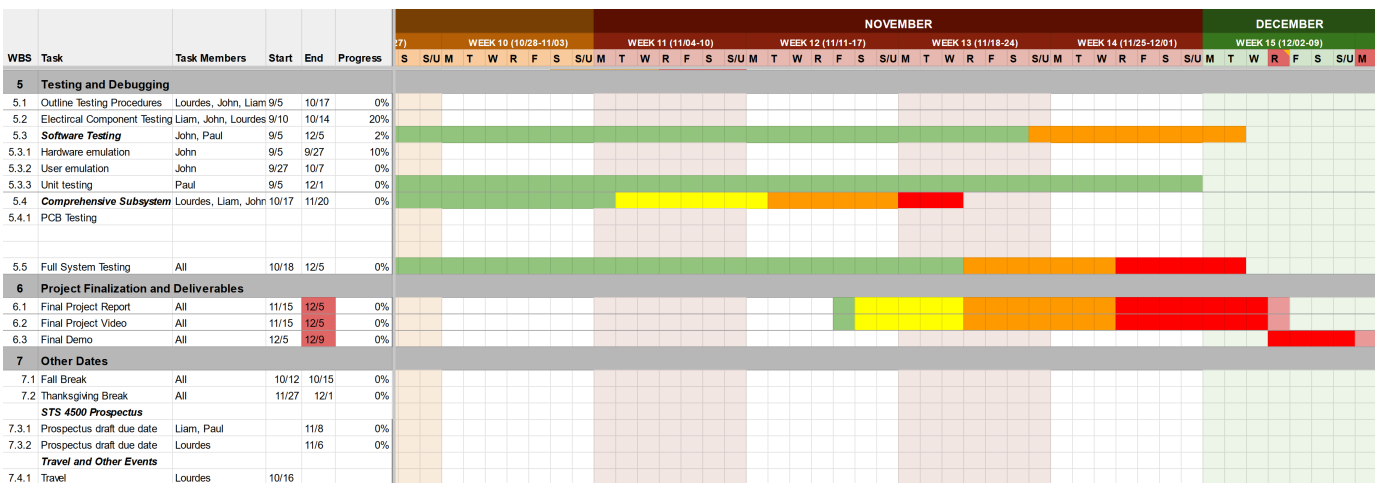 NOVEMBER DECEMBER
27) WEEK 10 (10/28-11/03) WEEK 11 (11/04-10) WEEK 12 (11/11-17) WEEK 13 (11/18-24) WEEK 14 (11/25-12/01) WEEK 15 (12/02-09)
WBS Task Task Members Start End Progress S S/U M T W R F S S/U M T W R F S S/U M T W R F S S/U M T W R F S S/U M T W R F S S/U M T W R F S S/U M
5 Testing and Debugging
5.1 Outline Testing Procedures Lourdes, John, Liam 9/5 10/17 0%
5.2 Electircal Component Testing Liam, John, Lourdes 9/10 10/14 20%
5.3 Software Testing John, Paul 9/5 12/5 2%
5.3.1 Hardware emulation John 9/5 9/27 10%
5.3.2 User emulation John 9/27 10/7 0%
5.3.3 Unit testing Paul 9/5 12/1 0%
5.4 Comprehensive Subsystem Lourdes, Liam, John 10/17 11/20 0%
5.4.1 PCB Testing
5.5 Full System Testing All 10/18 12/5 0%
6 Project Finalization and Deliverables
6.1 Final Project Report All 11/15 12/5 0%
6.2 Final Project Video All 11/15 12/5 0%
6.3 Final Demo All 12/5 12/9 0%
7 Other Dates
7.1 Fall Break All 10/12 10/15 0%
7.2 Thanksgiving Break All 11/27 12/1 0%
STS 4500 Prospectus
7.3.1 Prospectus draft due date Liam, Paul 11/8 0%
7.3.2 Prospectus draft due date Lourdes 11/6 0%
Travel and Other Events
7.4.1 Travel Lourdes 10/16